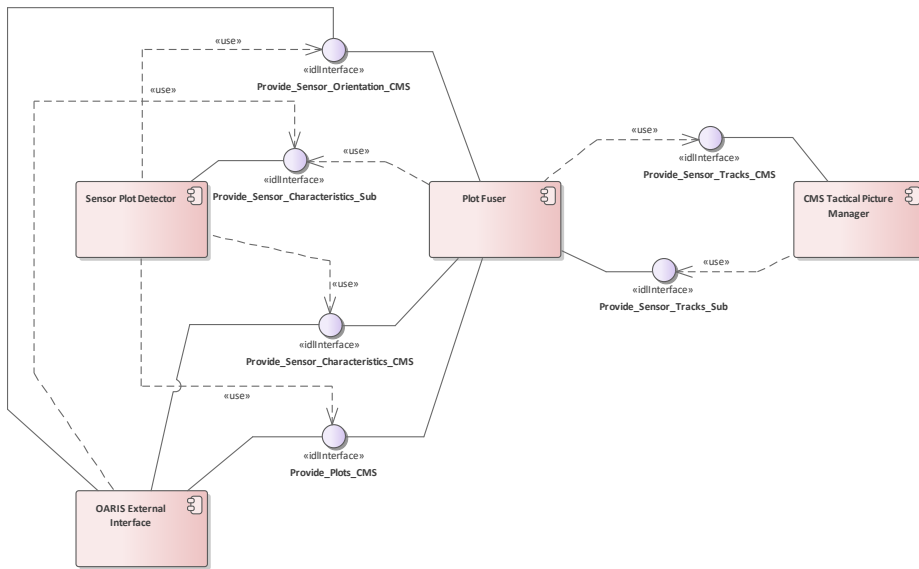 «use»
«use»
«idlInterface»
Provide_Sensor_Orientation_CMS
«use»
«use»
«idlInterface»
Provide_Sensor_Tracks_CMS
«use»
«idlInterface»
Provide_Sensor_Characteristics_Sub
Sensor Plot Detector
Plot Fuser
CMS Tactical Picture
Manager
«use»
«idlInterface»
Provide_Sensor_Tracks_Sub
«use»
«idlInterface»
Provide_Sensor_Characteristics_CMS
«use»
«idlInterface»
Provide_Plots_CMS
OARIS External
Interface